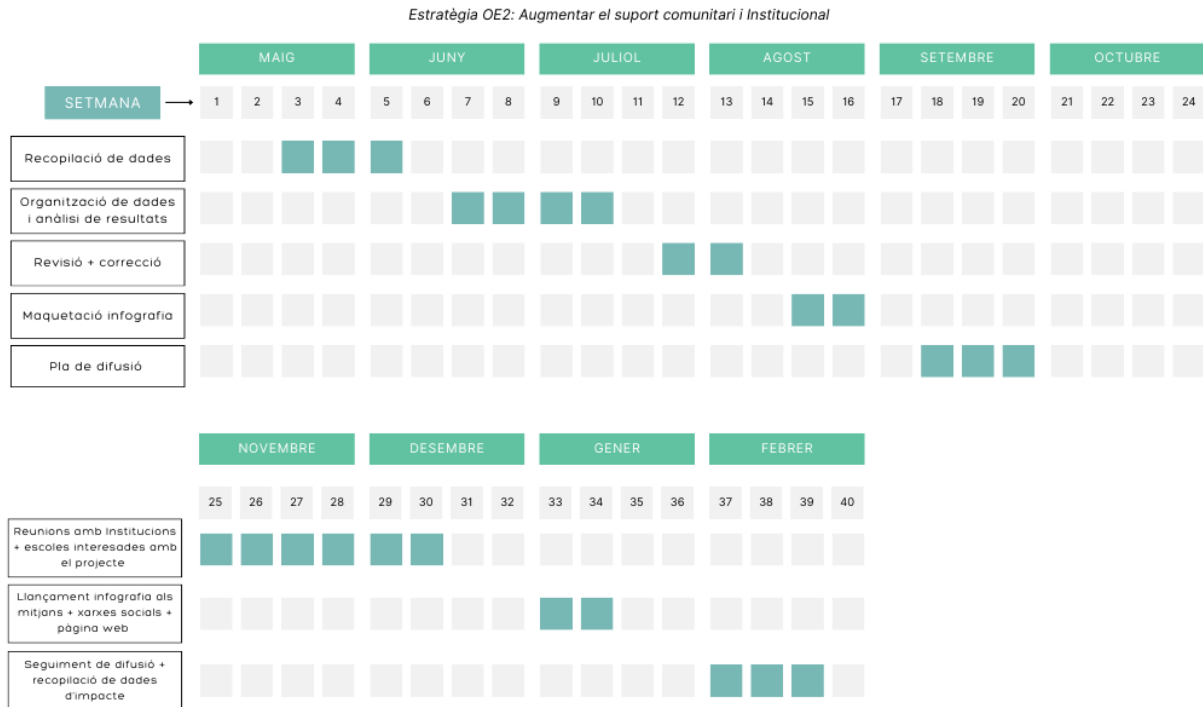 Estratègia OE2: Augmentar el suport comunitari i Institucional
MAIG JUNY JULIOL AGOST SETEMBRE OCTUBRE
SETMANA 1 2 3 4 5 6 7 8 9 10 11 12 13 14 15 16 17 18 19 20 21 22 23 24
Recopilació de dades
Organització de dades
i anàlisi de resultats
Revisió + correcció
Maquetació infografia
Pla de difusió
NOVEMBRE DESEMBRE GENER FEBRER
25 26 27 28 29 30 31 32 33 34 35 36 37 38 39 40
Reunions amb Institucions
+ escoles interesades amb
el projecte
Llançament infografia als
mitjans + xarxes socials +
pàgina web
Seguiment de difusió +
recopilació de dades
d'impacte